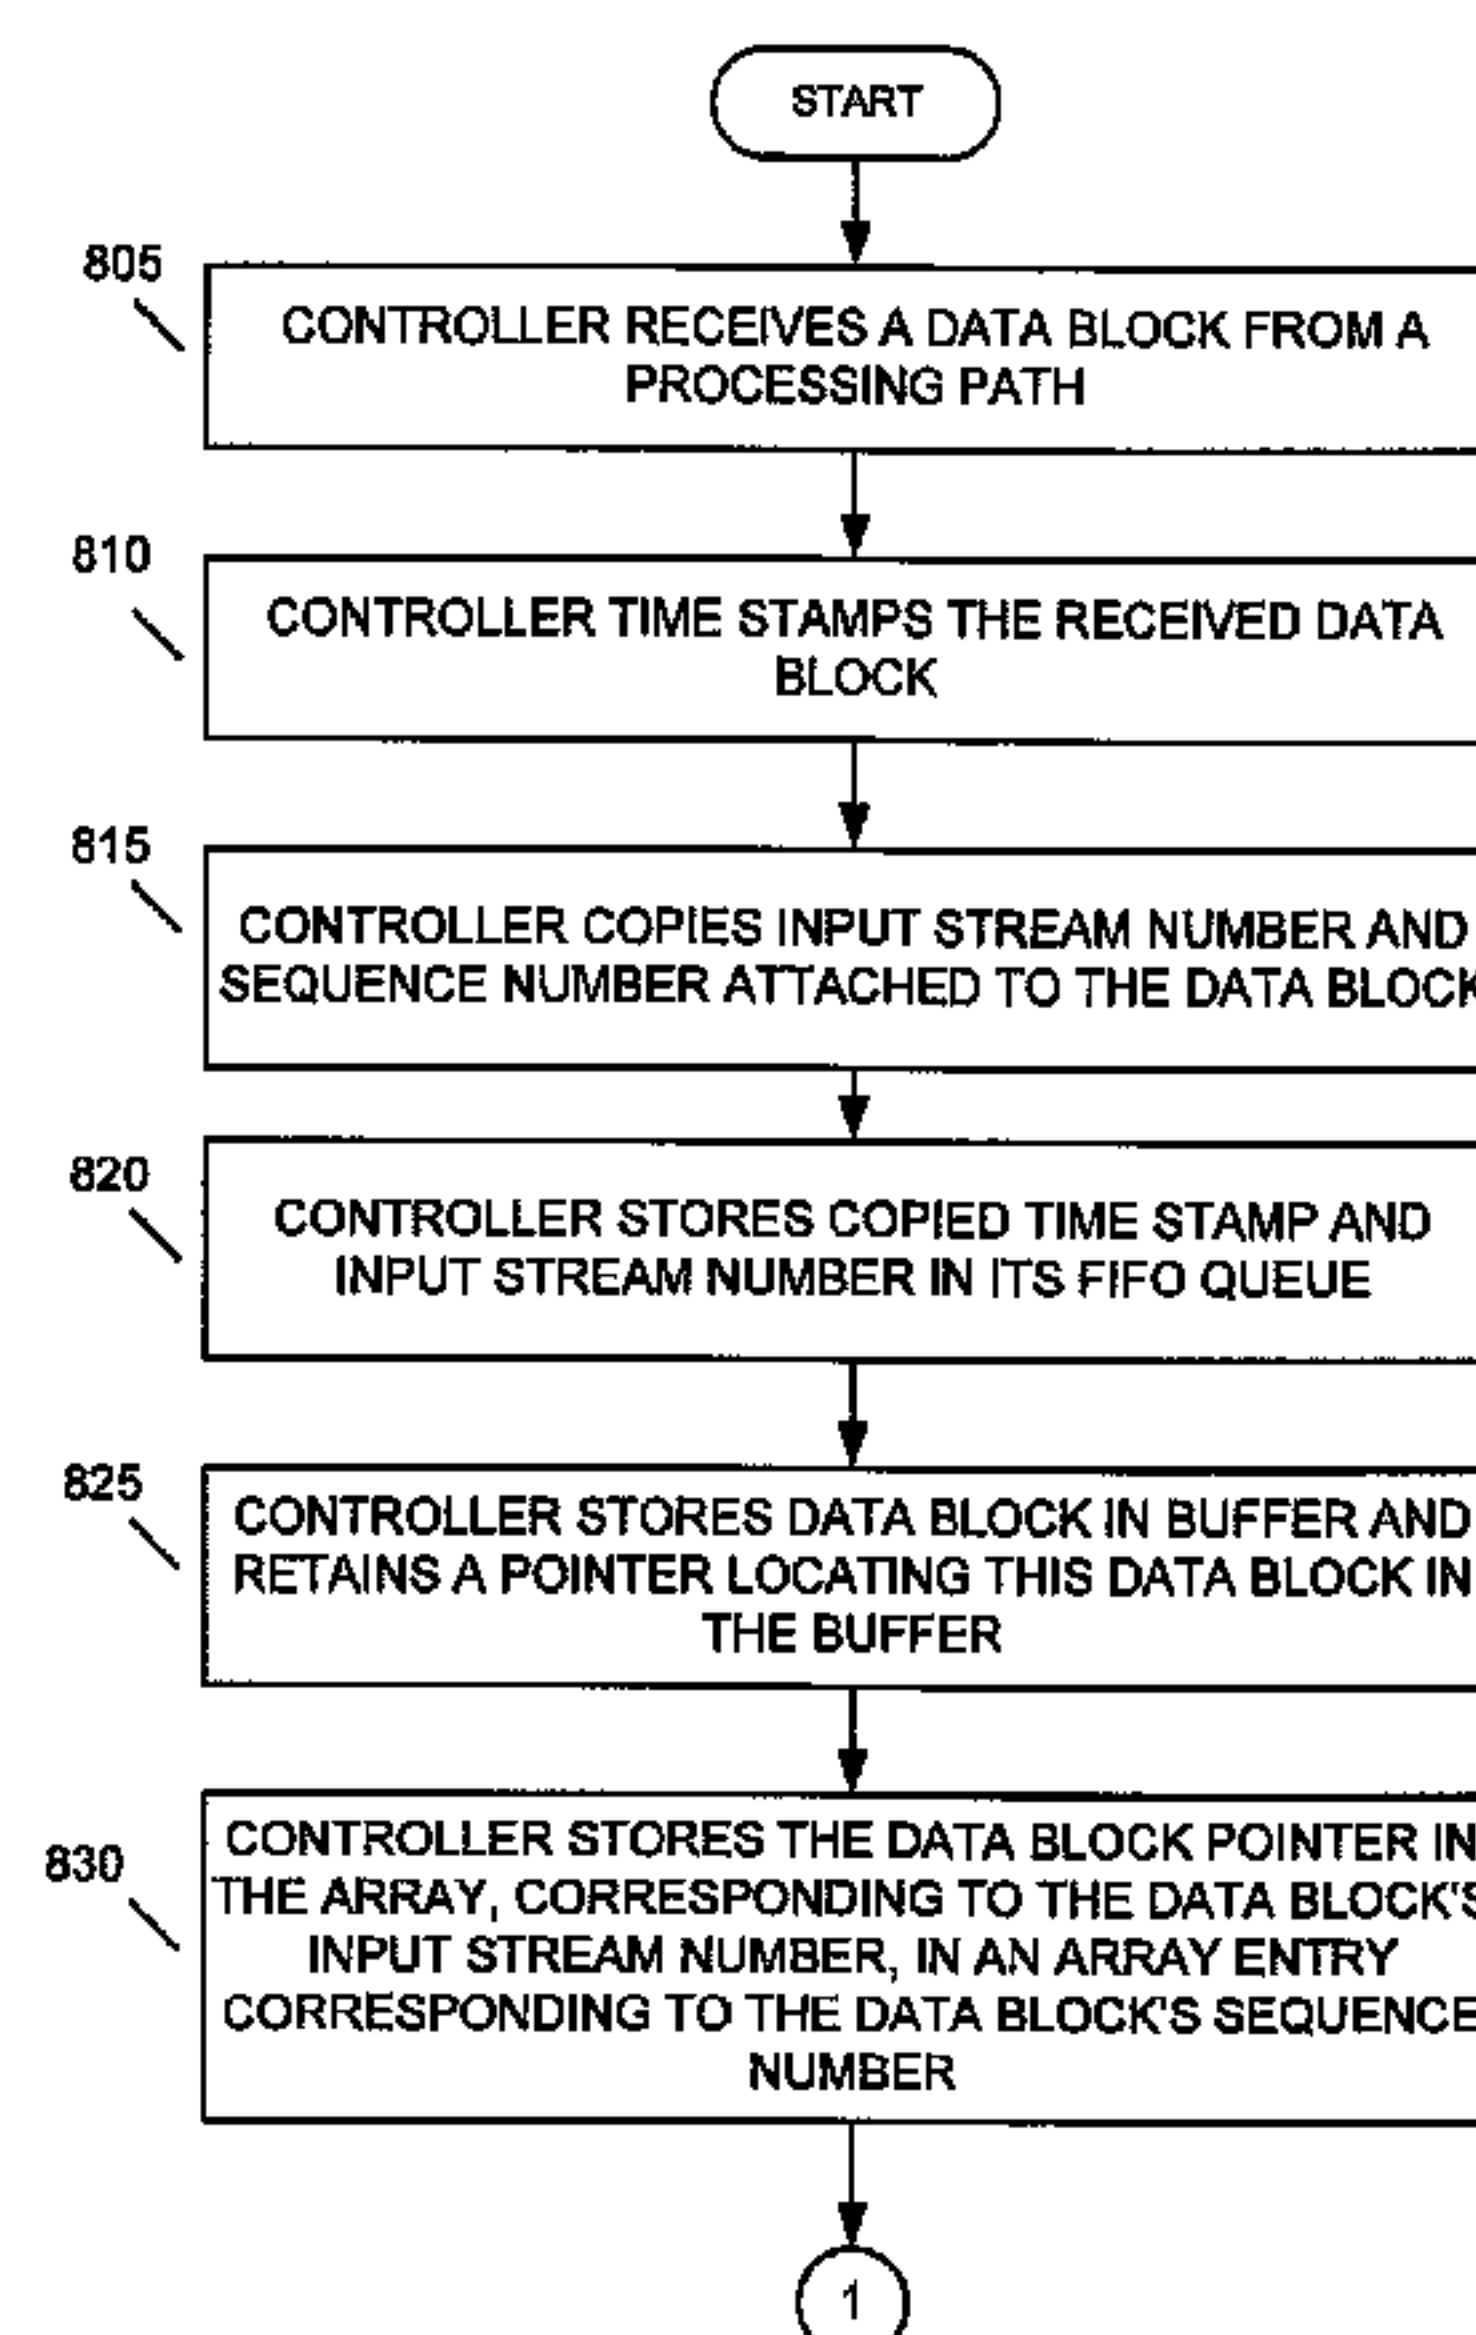 START
805
CONTROLLER RECEIVES A DATA BLOCK FROM A
PROCESSING PATH
810
CONTROLLER TIME STAMPS THE RECEIVED DATA
BLOCK
815
CONTROLLER COPIES INPUT STREAM NUMBER AND
SEQUENCE NUMBER ATTACHED TO THE DATA BLOCK
820
CONTROLLER STORES COPIED TIME STAMP AND
INPUT STREAM NUMBER IN ITS FIFO QUEUE
825
CONTROLLER STORES DATA BLOCK IN BUFFER AND
RETAINS A POINTER LOCATING THIS DATA BLOCK IN
THE BUFFER
830
CONTROLLER STORES THE DATA BLOCK POINTER IN
THE ARRAY, CORRESPONDING TO THE DATA BLOCK'S
INPUT STREAM NUMBER, IN AN ARRAY ENTRY
CORRESPONDING TO THE DATA BLOCK'S SEQUENCE
NUMBER
1